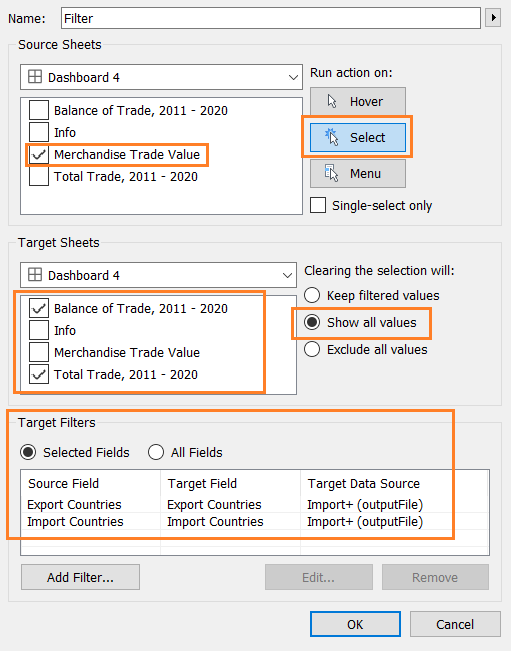 Name: Filter
Source Sheets
Dashboard 4
Run action on:
Balance of Trade, 2011 - 2020
Info
Merchandise Trade Value
Total Trade, 2011 - 2020
Hover
Select
Menu
Single-select only
Target Sheets
Dashboard 4
Clearing the selection will:
Balance of Trade, 2011 - 2020
Info
Merchandise Trade Value
Total Trade, 2011 - 2020
Keep filtered values
Show all values
Exclude all values
Target Filters
Selected Fields All Fields
Source Field Target Field Target Data Source
Export Countries Export Countries Import+ (outputFile)
Import Countries Import Countries Import+ (outputFile)
Add Filter... Edit... Remove
OK Cancel